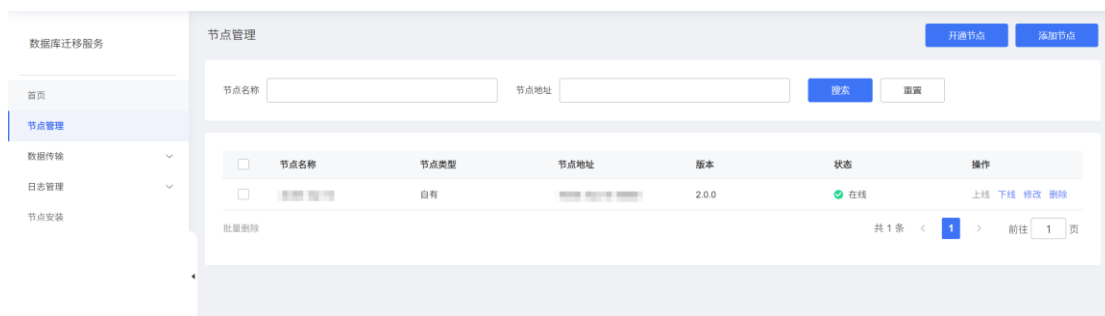 节点管理
开通节点 添加节点
数据库迁移服务
首页
节点管理
数据传输
日志管理
节点安装
节点名称 节点地址 搜索 重置
节点名称 节点类型 节点地址 版本 状态 操作
自有 2.0.0 在线 上线 下线 修改 删除
批量删除 共 1 条 < 1 > 前往 1 页